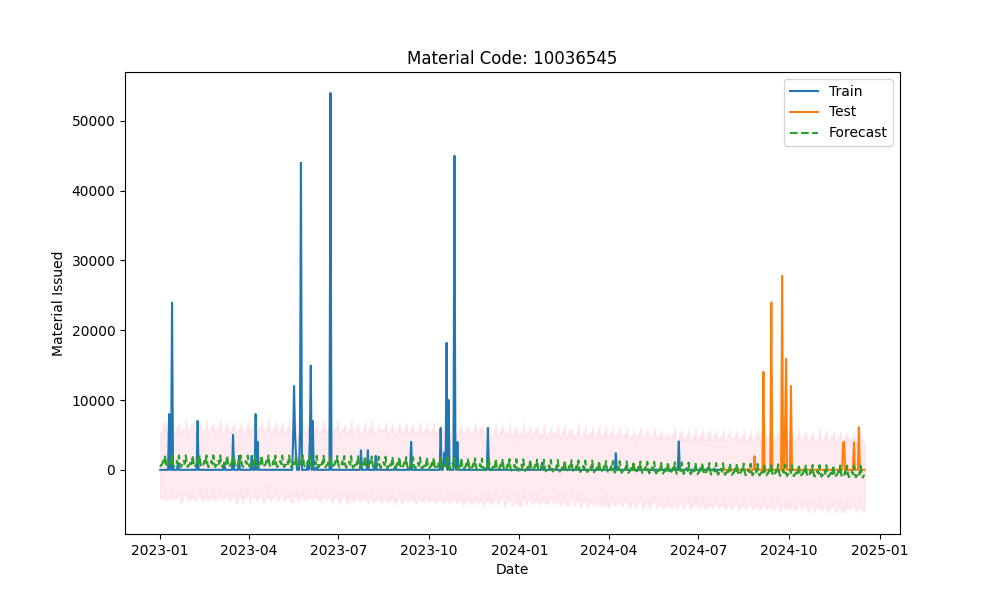 Material Code: 10036545
Train
Test
Forecast
Material Issued
50000
40000
30000
20000
10000
0
2023-01 2023-04 2023-07 2023-10 2024-01 2024-04 2024-07 2024-10 2025-01
Date